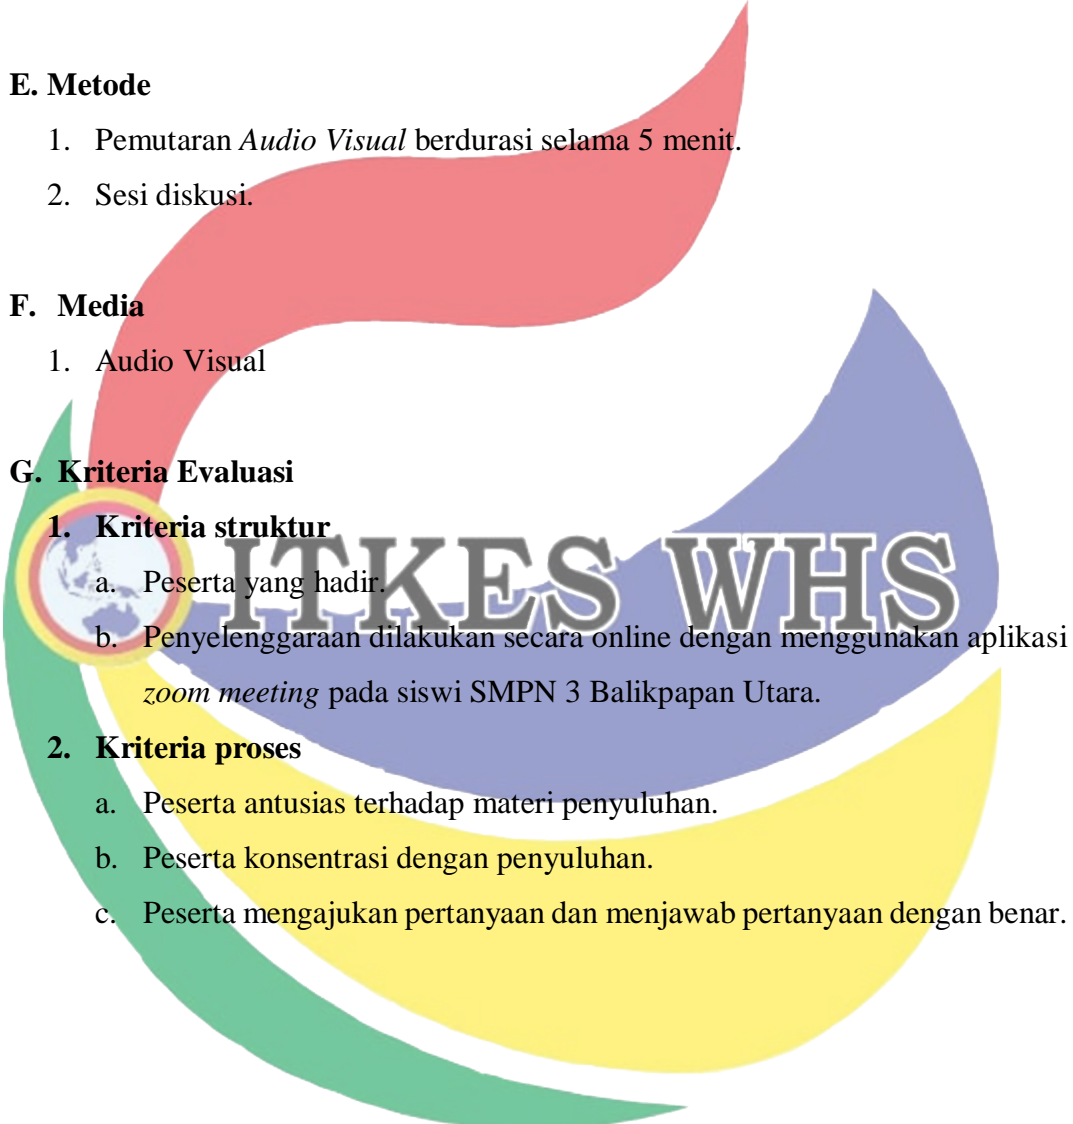 E. Metode
1. Pemutaran Audio Visual berdurasi selama 5 menit.
2. Sesi diskusi.
F. Media
1. Audio Visual
G. Kriteria Evaluasi
1. Kriteria struktur
ITKES WHS
a. Peserta yang hadir.
b. Penyelenggaraan dilakukan secara online dengan menggunakan aplikasi
zoom meeting pada siswi SMPN 3 Balikpapan Utara.
2. Kriteria proses
a. Peserta antusias terhadap materi penyuluhan.
b. Peserta konsentrasi dengan penyuluhan.
c. Peserta mengajukan pertanyaan dan menjawab pertanyaan dengan benar.